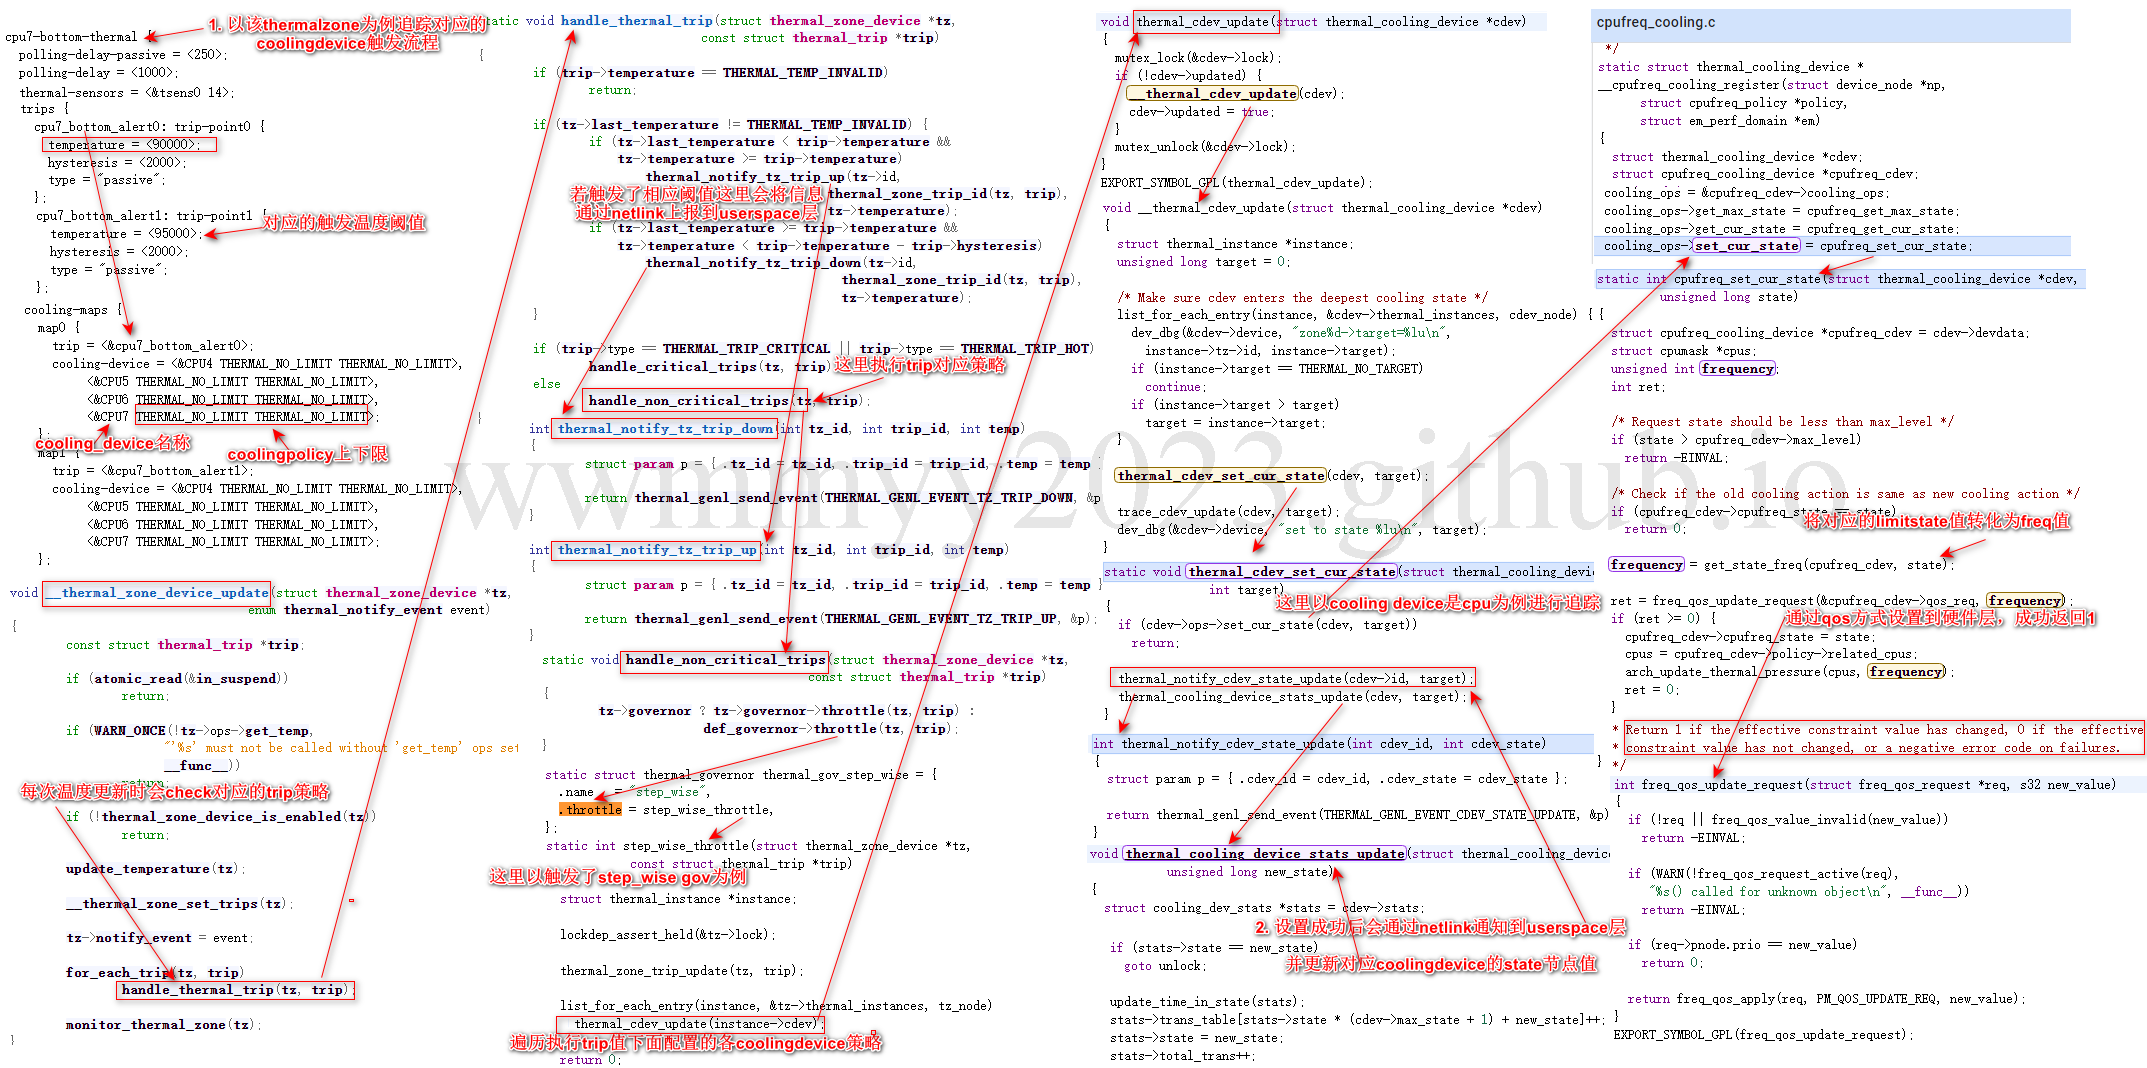 cpu7-bottom-thermal {
polling-delay-passive = <250>;
polling-delay = <1000>;
thermal-sensors = <&tsens0 14>;
trips {
cpu7_bottom_alert0: trip-point0 {
temperature = <90000>;
hysteresis = <2000>;
type = "passive";
};
cpu7_bottom_alert1: trip-point1 {
temperature = <95000>;
hysteresis = <2000>;
type = "passive";
};
cooling-maps {
map0 {
trip = <&cpu7_bottom_alert0>;
cooling-device = <&CPU4 THERMAL_NO_LIMIT THERMAL_NO_LIMIT>,
<&CPU5 THERMAL_NO_LIMIT THERMAL_NO_LIMIT>,
<&CPU6 THERMAL_NO_LIMIT THERMAL_NO_LIMIT>,
<&CPU7 THERMAL_NO_LIMIT THERMAL_NO_LIMIT>;
};
map1 {
trip = <&cpu7_bottom_alert1>;
cooling-device = <&CPU4 THERMAL_NO_LIMIT THERMAL_NO_LIMIT>,
<&CPU5 THERMAL_NO_LIMIT THERMAL_NO_LIMIT>,
<&CPU6 THERMAL_NO_LIMIT THERMAL_NO_LIMIT>,
<&CPU7 THERMAL_NO_LIMIT THERMAL_NO_LIMIT>;
};
1. 以该thermalzone为例追踪对应的
coolingdevice触发流程
对应的触发温度阈值
cooling_device名称
coolingpolicy上下限
void __thermal_zone_device_update(struct thermal_zone_device *tz,
enum thermal_notify_event event)
{
const struct thermal_trip *trip;
if (atomic_read(&in_suspend))
return;
if (WARN_ONCE(!tz->ops->get_temp,
"'%s' must not be called without 'get_temp' ops set
__func__))
return;
每次温度更新时会check对应的trip策略
if (!thermal_zone_device_is_enabled(tz))
return;
update_temperature(tz);
__thermal_zone_set_trips(tz);
tz->notify_event = event;
for_each_trip(tz, trip)
handle_thermal_trip(tz, trip);
monitor_thermal_zone(tz);
}
static void handle_thermal_trip(struct thermal_zone_device *tz,
const struct thermal_trip *trip)
{
if (trip->temperature == THERMAL_TEMP_INVALID)
return;
if (tz->last_temperature != THERMAL_TEMP_INVALID) {
if (tz->last_temperature < trip->temperature &&
tz->temperature >= trip->temperature)
thermal_notify_tz_trip_up(tz->id,
thermal_zone_trip_id(tz, trip),
tz->temperature);
if (tz->last_temperature >= trip->temperature &&
tz->temperature < trip->temperature - trip->hysteresis)
thermal_notify_tz_trip_down(tz->id,
thermal_zone_trip_id(tz, trip),
tz->temperature);
}
若触发了相应阈值这里会将信息
通过netlink上报到userspace层
if (trip->type == THERMAL_TRIP_CRITICAL || trip->type == THERMAL_TRIP_HOT)
handle_critical_trips(tz, trip)
这里执行trip对应策略
else
handle_non_critical_trips(tz, trip);
}
int thermal_notify_tz_trip_down(int tz_id, int trip_id, int temp)
{
struct param p = { .tz_id = tz_id, .trip_id = trip_id, .temp = temp }
return thermal_genl_send_event(THERMAL_GENL_EVENT_TZ_TRIP_DOWN, &p
}
int thermal_notify_tz_trip_up(int tz_id, int trip_id, int temp)
{
struct param p = { .tz_id = tz_id, .trip_id = trip_id, .temp = temp }
return thermal_genl_send_event(THERMAL_GENL_EVENT_TZ_TRIP_UP, &p);
}
static void handle_non_critical_trips(struct thermal_zone_device *tz,
const struct thermal_trip *trip)
{
tz->governor ? tz->governor->throttle(tz, trip) :
def_governor->throttle(tz, trip);
}
static struct thermal_governor thermal_gov_step_wise = {
.name = "step_wise",
.throttle = step_wise_throttle,
};
static int step_wise_throttle(struct thermal_zone_device *tz,
const struct thermal_trip *trip)
这里以触发了step_wise gov为例
struct thermal_instance *instance;
lockdep_assert_held(&tz->lock);
thermal_zone_trip_update(tz, trip);
list_for_each_entry(instance, &tz->thermal_instances, tz_node)
thermal_cdev_update(instance->cdev);
遍历执行trip值下面配置的各coolingdevice策略
return 0;
void thermal_cdev_update(struct thermal_cooling_device *cdev)
{
mutex_lock(&cdev->lock);
if (!cdev->updated) {
__thermal_cdev_update(cdev);
cdev->updated = true;
}
mutex_unlock(&cdev->lock);
}
EXPORT_SYMBOL_GPL(thermal_cdev_update);
void __thermal_cdev_update(struct thermal_cooling_device *cdev)
{
struct thermal_instance *instance;
unsigned long target = 0;
/* Make sure cdev enters the deepest cooling state */
list_for_each_entry(instance, &cdev->thermal_instances, cdev_node) {
dev_dbg(&cdev->device, "zone%d->target=%lu\n",
instance->tz->id, instance->target);
if (instance->target == THERMAL_NO_TARGET)
continue;
if (instance->target > target)
target = instance->target;
}
thermal_cdev_set_cur_state(cdev, target);
trace_cdev_update(cdev, target);
dev_dbg(&cdev->device, "set to state %lu\n", target);
}
static void thermal_cdev_set_cur_state(struct thermal_cooling_devic
int target)
这里以cooling device是cpu为例进行追踪
{
if (cdev->ops->set_cur_state(cdev, target))
return;
thermal_notify_cdev_state_update(cdev->id, target);
thermal_cooling_device_stats_update(cdev, target);
}
int thermal_notify_cdev_state_update(int cdev_id, int cdev_state)
{
struct param p = { .cdev_id = cdev_id, .cdev_state = cdev_state };
return thermal_genl_send_event(THERMAL_GENL_EVENT_CDEV_STATE_UPDATE, &p)
}
void thermal_cooling_device_stats_update(struct thermal_cooling_device
unsigned long new_state)
{
struct cooling_dev_stats *stats = cdev->stats;
2. 设置成功后会通过netlink通知到userspace层
并更新对应coolingdevice的state节点值
if (stats->state == new_state)
goto unlock;
update_time_in_state(stats);
stats->trans_table[stats->state * (cdev->max_state + 1) + new_state]++;
stats->state = new_state;
stats->total_trans++;
cpufreq_cooling.c
*/
static struct thermal_cooling_device *
__cpufreq_cooling_register(struct device_node *np,
struct cpufreq_policy *policy,
struct em_perf_domain *em)
{
struct thermal_cooling_device *cdev;
struct cpufreq_cooling_device *cpufreq_cdev;
cooling_ops = &cpufreq_cdev->cooling_ops;
cooling_ops->get_max_state = cpufreq_get_max_state;
cooling_ops->get_cur_state = cpufreq_get_cur_state;
cooling_ops->set_cur_state = cpufreq_set_cur_state;
static int cpufreq_set_cur_state(struct thermal_cooling_device *cdev,
unsigned long state)
{
struct cpufreq_cooling_device *cpufreq_cdev = cdev->devdata;
struct cpumask *cpus;
unsigned int frequency;
int ret;
/* Request state should be less than max_level */
if (state > cpufreq_cdev->max_level)
return -EINVAL;
/* Check if the old cooling action is same as new cooling action */
if (cpufreq_cdev->cpufreq_state == state)
return 0;
将对应的limitstate值转化为freq值
frequency = get_state_freq(cpufreq_cdev, state);
ret = freq_qos_update_request(&cpufreq_cdev->qos_req, frequency);
if (ret >= 0) {
通过qos方式设置到硬件层，成功返回1
cpufreq_cdev->cpufreq_state = state;
cpus = cpufreq_cdev->policy->related_cpus;
arch_update_thermal_pressure(cpus, frequency);
ret = 0;
}
* Return 1 if the effective constraint value has changed, 0 if the effective
* constraint value has not changed, or a negative error code on failures.
*/
}
int freq_qos_update_request(struct freq_qos_request *req, s32 new_value)
{
if (!req || freq_qos_value_invalid(new_value))
return -EINVAL;
if (WARN(!freq_qos_request_active(req),
"%s() called for unknown object\n", __func__))
return -EINVAL;
if (req->pnode.prio == new_value)
return 0;
return freq_qos_apply(req, PM_QOS_UPDATE_REQ, new_value);
}
EXPORT_SYMBOL_GPL(freq_qos_update_request);